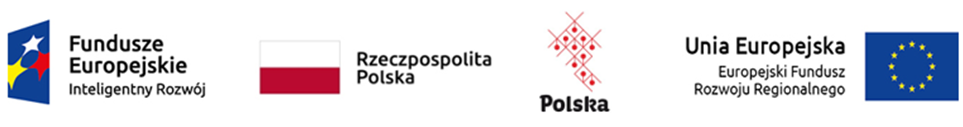 Fundusze
Europejskie
Inteligentny Rozwój
Rzeczpospolita
Polska
Polska
Unia Europejska
Europejski Fundusz
Rozwoju Regionalnego